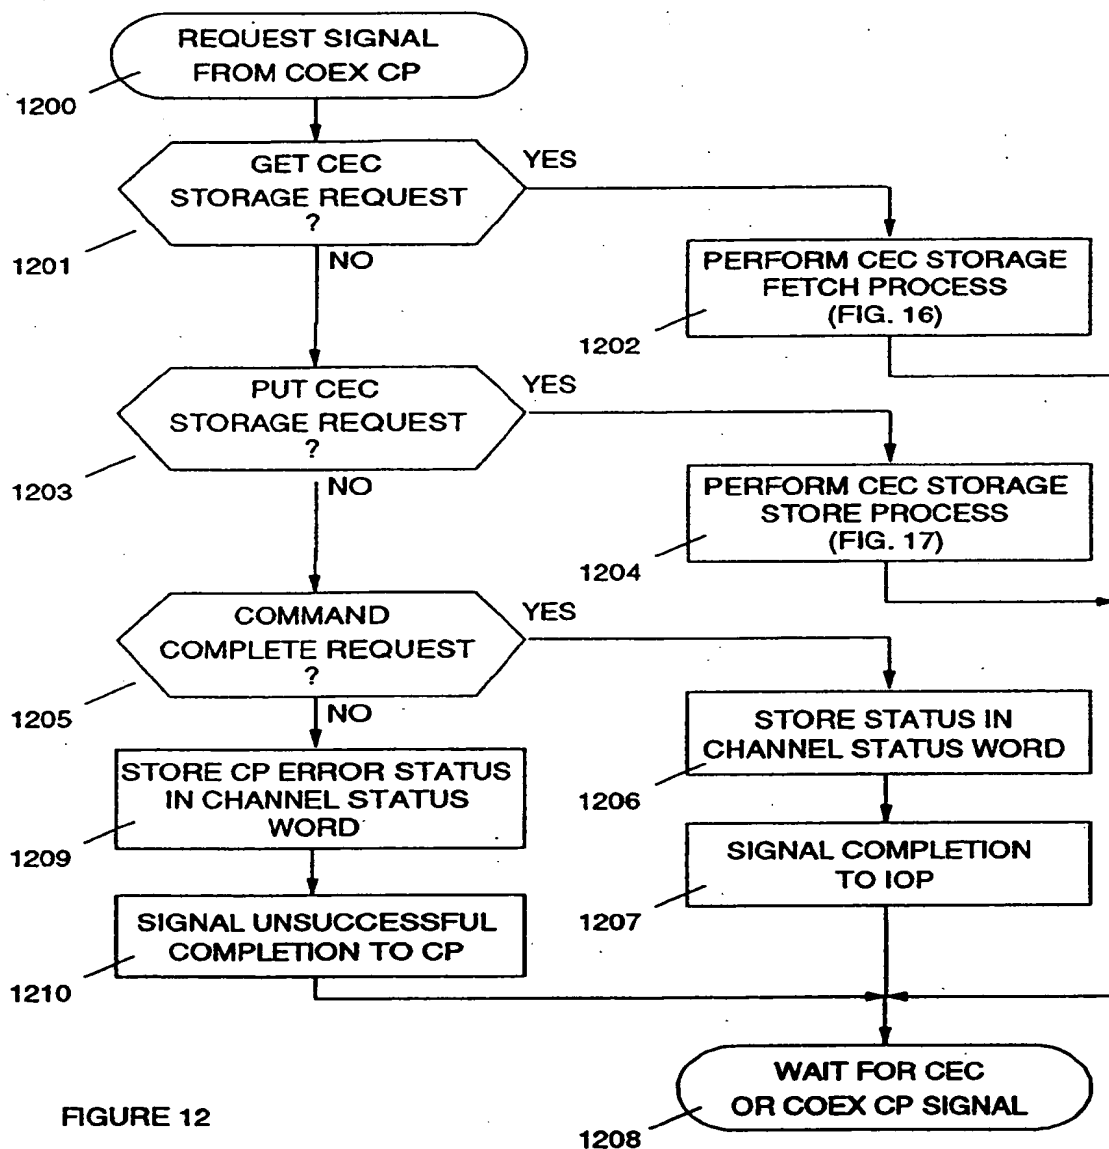 REQUEST SIGNAL
FROM COEX CP
1200
GET CEC
STORAGE REQUEST
?
YES
1201
NO
PERFORM CEC STORAGE
FETCH PROCESS
(FIG. 16)
1202
PUT CEC
STORAGE REQUEST
?
YES
1203
NO
PERFORM CEC STORAGE
STORE PROCESS
(FIG. 17)
1204
COMMAND
COMPLETE REQUEST
?
YES
1205
NO
STORE STATUS IN
CHANNEL STATUS WORD
1206
STORE CP ERROR STATUS
IN CHANNEL STATUS
WORD
1209
SIGNAL COMPLETION
TO IOP
1207
SIGNAL UNSUCCESSFUL
COMPLETION TO CP
1210
WAIT FOR CEC
OR COEX CP SIGNAL
1208
FIGURE 12